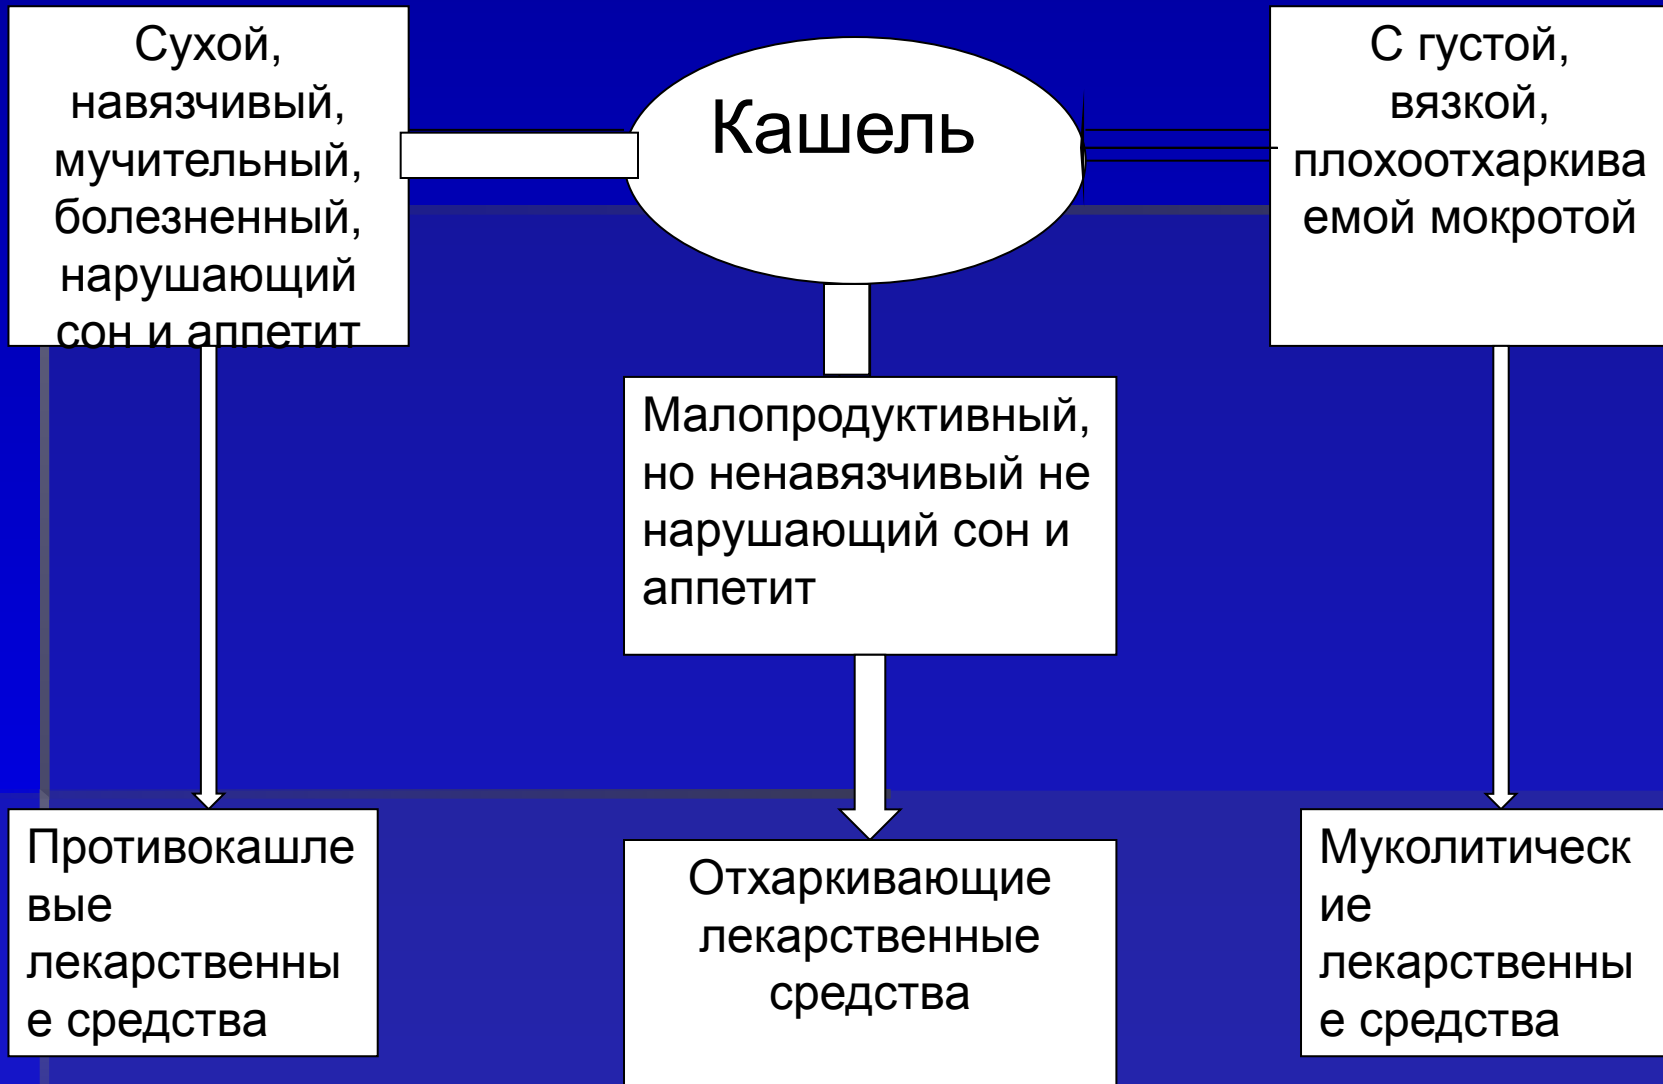 Сухой,
навязчивый,
мучительный,
болезненный,
нарушающий
сон и аппетит
Кашель
С густой,
вязкой,
плохоотхаркива
емой мокротой
Малопродуктивный,
но ненавязчивый не
нарушающий сон и
аппетит
Противокашле
вые
лекарственны
е средства
Отхаркивающие
лекарственные
средства
Муколитическ
ие
лекарственны
е средства